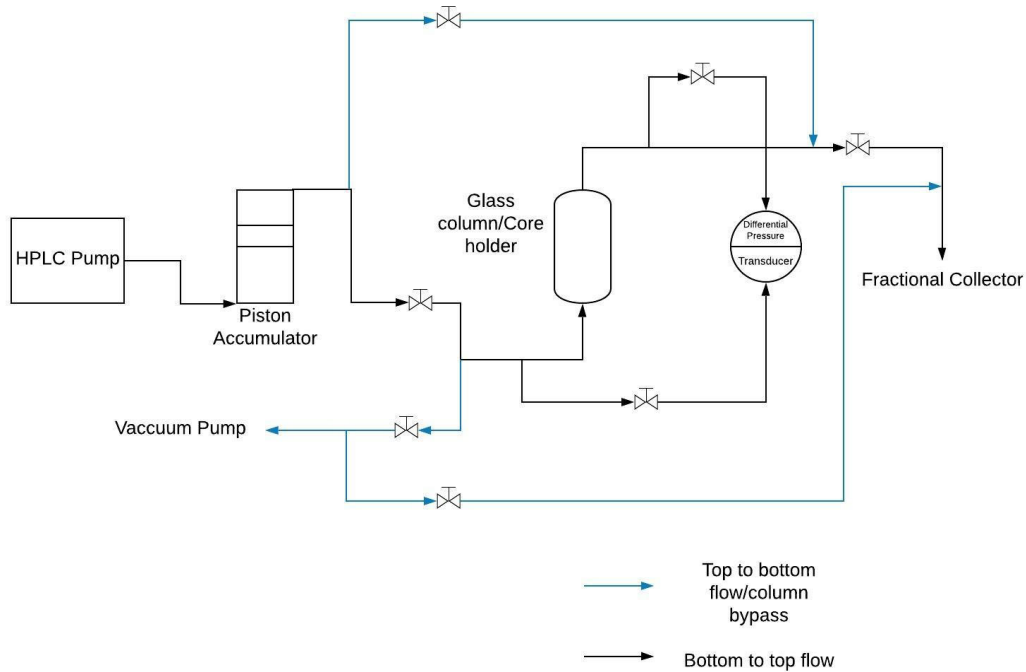 HPLC Pump
Piston
Accumulator
Glass
column/Core
holder
Differential
Pressure
Transducer
Fractional Collector
Vaccuum Pump
Top to bottom
flow/column
bypass
Bottom to top flow